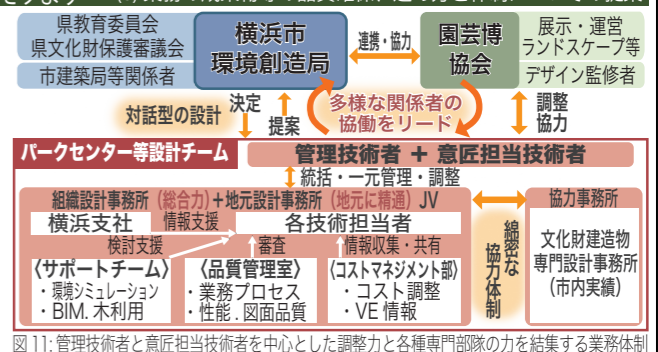 県教育委員会
県文化財保護審議会
市建築局等関係者
横浜市
環境創造局
連携・協力
園芸博
協会
展示・運営
ランドスケープ等
デザイン監修者
対話型の設計
決定
提案
多様な関係者の
協働をリード
調整
協力
パークセンター等設計チーム
管理技術者 + 意匠担当技術者
統括・一元管理・調整
組織設計事務所(総合力)+地元設計事務所(地元に精通)JV
横浜支社
情報支援
各技術担当者
検討支援
審査
情報収集・共有
〈サポートチーム〉
・環境シミュレーション
・BIM.木利用
〈品質管理室〉
・業務プロセス
・性能.図面品質
〈コストマネジメント部〉
・コスト調整
・VE 情報
綿密な
協力体制
協力事務所
文化財建造物
専門設計事務所
(市内実績)
図 11:管理技術者と意匠担当技術者を中心とした調整力と各種専門部隊の力を結集する業務体制